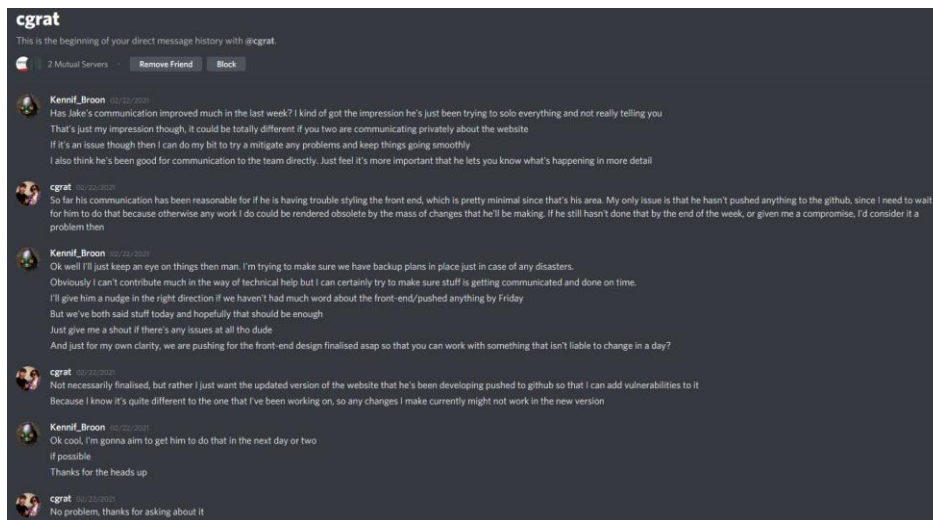 cgrat
This is the beginning of your direct message history with @cgrat.
2 Mutual Servers Remove Friend Block
Kennif_Broon 02/22/2021
Has Jake's communication improved much in the last week? I kind of got the impression he's just been trying to solo everything and not really telling you
That's just my impression though, it could be totally different if you two are communicating privately about the website
If it's an issue though then I can do my bit to try a mitigate any problems and keep things going smoothly
I also think he's been good for communication to the team directly. Just feel it's more important that he lets you know what's happening in more detail
cgrat 02/22/2021
So far his communication has been reasonable for if he is having trouble styling the front end, which is pretty minimal since that's his area. My only issue is that he hasn't pushed anything to the github, since I need to wait
for him to do that because otherwise any work I do could be rendered obsolete by the mass of changes that he'll be making. If he still hasn't done that by the end of the week, or given me a compromise, I'd consider it a
problem then
Kennif_Broon 02/22/2021
Ok well I'll just keep an eye on things then man. I'm trying to make sure we have backup plans in place just in case of any disasters.
Obviously I can't contribute much in the way of technical help but I can certainly try to make sure stuff is getting communicated and done on time.
I'll give him a nudge in the right direction if we haven't had much word about the front-end/pushed anything by Friday
But we've both said stuff today and hopefully that should be enough
Just give me a shout if there's any issues at all tho dude
And just for my own clarity, we are pushing for the front-end design finalised asap so that you can work with something that isn't liable to change in a day?
cgrat 02/22/2021
Not necessarily finalised, but rather I just want the updated version of the website that he's been developing pushed to github so that I can add vulnerabilities to it
Because I know it's quite different to the one that I've been working on, so any changes I make currently might not work in the new version
Kennif_Broon 02/22/2021
Ok cool, I'm gonna aim to get him to do that in the next day or two
if possible
Thanks for the heads up
cgrat 02/22/2021
No problem, thanks for asking about it